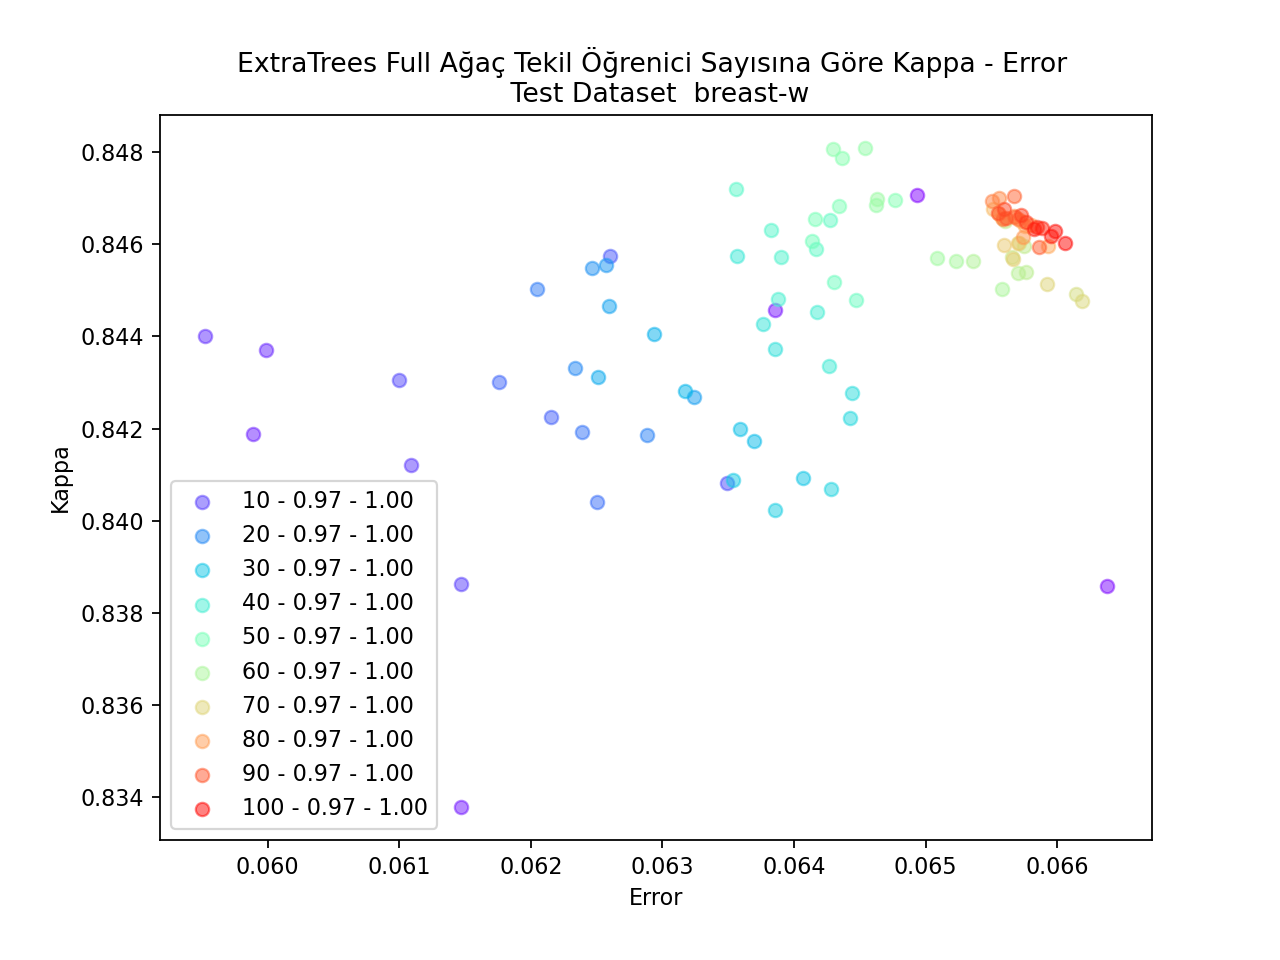 ExtraTrees Full Ağaç Tekil Öğrenici Sayısına Göre Kappa - Error
Test Dataset  breast-w
0.848
0.846
0.844
0.842
0.840
0.838
0.836
0.834
Kappa
10 - 0.97 - 1.00
20 - 0.97 - 1.00
30 - 0.97 - 1.00
40 - 0.97 - 1.00
50 - 0.97 - 1.00
60 - 0.97 - 1.00
70 - 0.97 - 1.00
80 - 0.97 - 1.00
90 - 0.97 - 1.00
100 - 0.97 - 1.00
0.060 0.061 0.062 0.063 0.064 0.065 0.066
Error